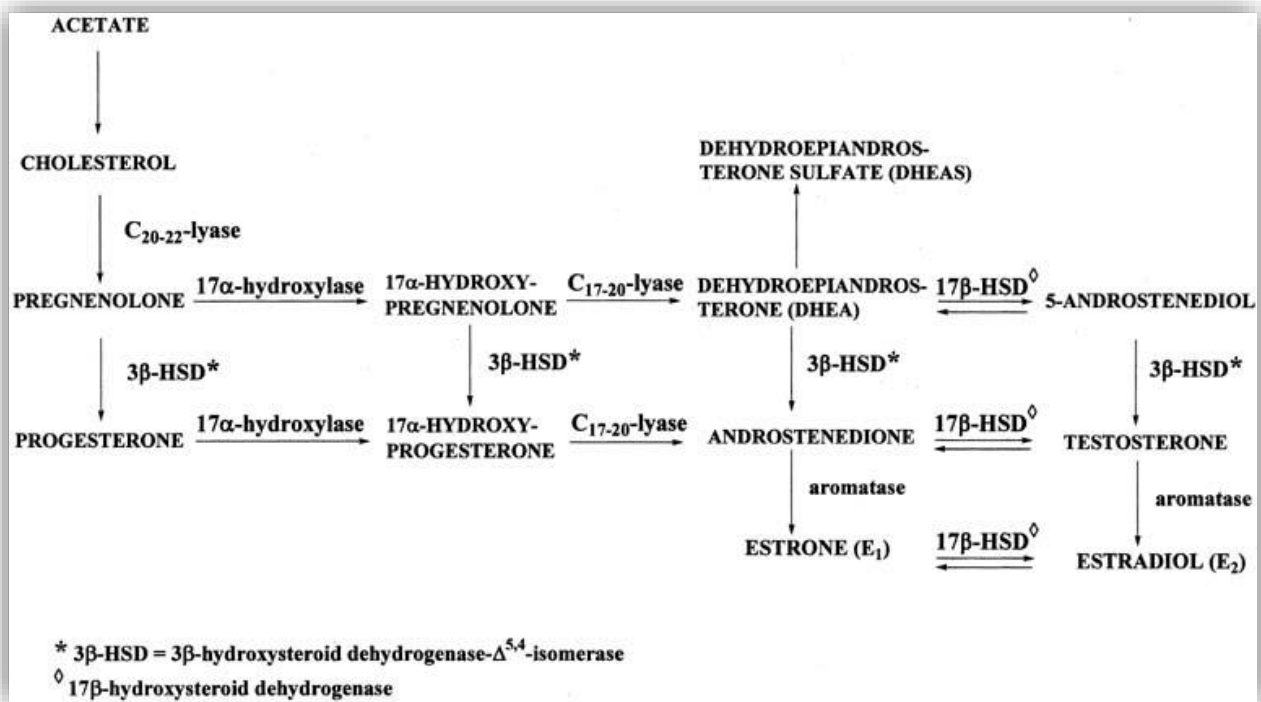 ACETATE
CHOLESTEROL
DEHYDROEPIANDROS-
TERONE SULFATE (DHEAS)
C20-22-lyase
PREGNENOLONE
17α-hydroxylase
17α-HYDROXY-
PREGNENOLONE
C17-20-lyase
DEHYDROEPIANDROS-
TERONE (DHEA)
17β-HSD◊
5-ANDROSTENEDIOL
3β-HSD*
3β-HSD*
3β-HSD*
3β-HSD*
PROGESTERONE
17α-hydroxylase
17α-HYDROXY-
PROGESTERONE
C17-20-lyase
ANDROSTENEDIONE
17β-HSD◊
TESTOSTERONE
aromatase
aromatase
ESTRONE (E1)
17β-HSD◊
ESTRADIOL (E2)
* 3β-HSD = 3β-hydroxysteroid dehydrogenase-Δ5,4-isomerase
◊ 17β-hydroxysteroid dehydrogenase